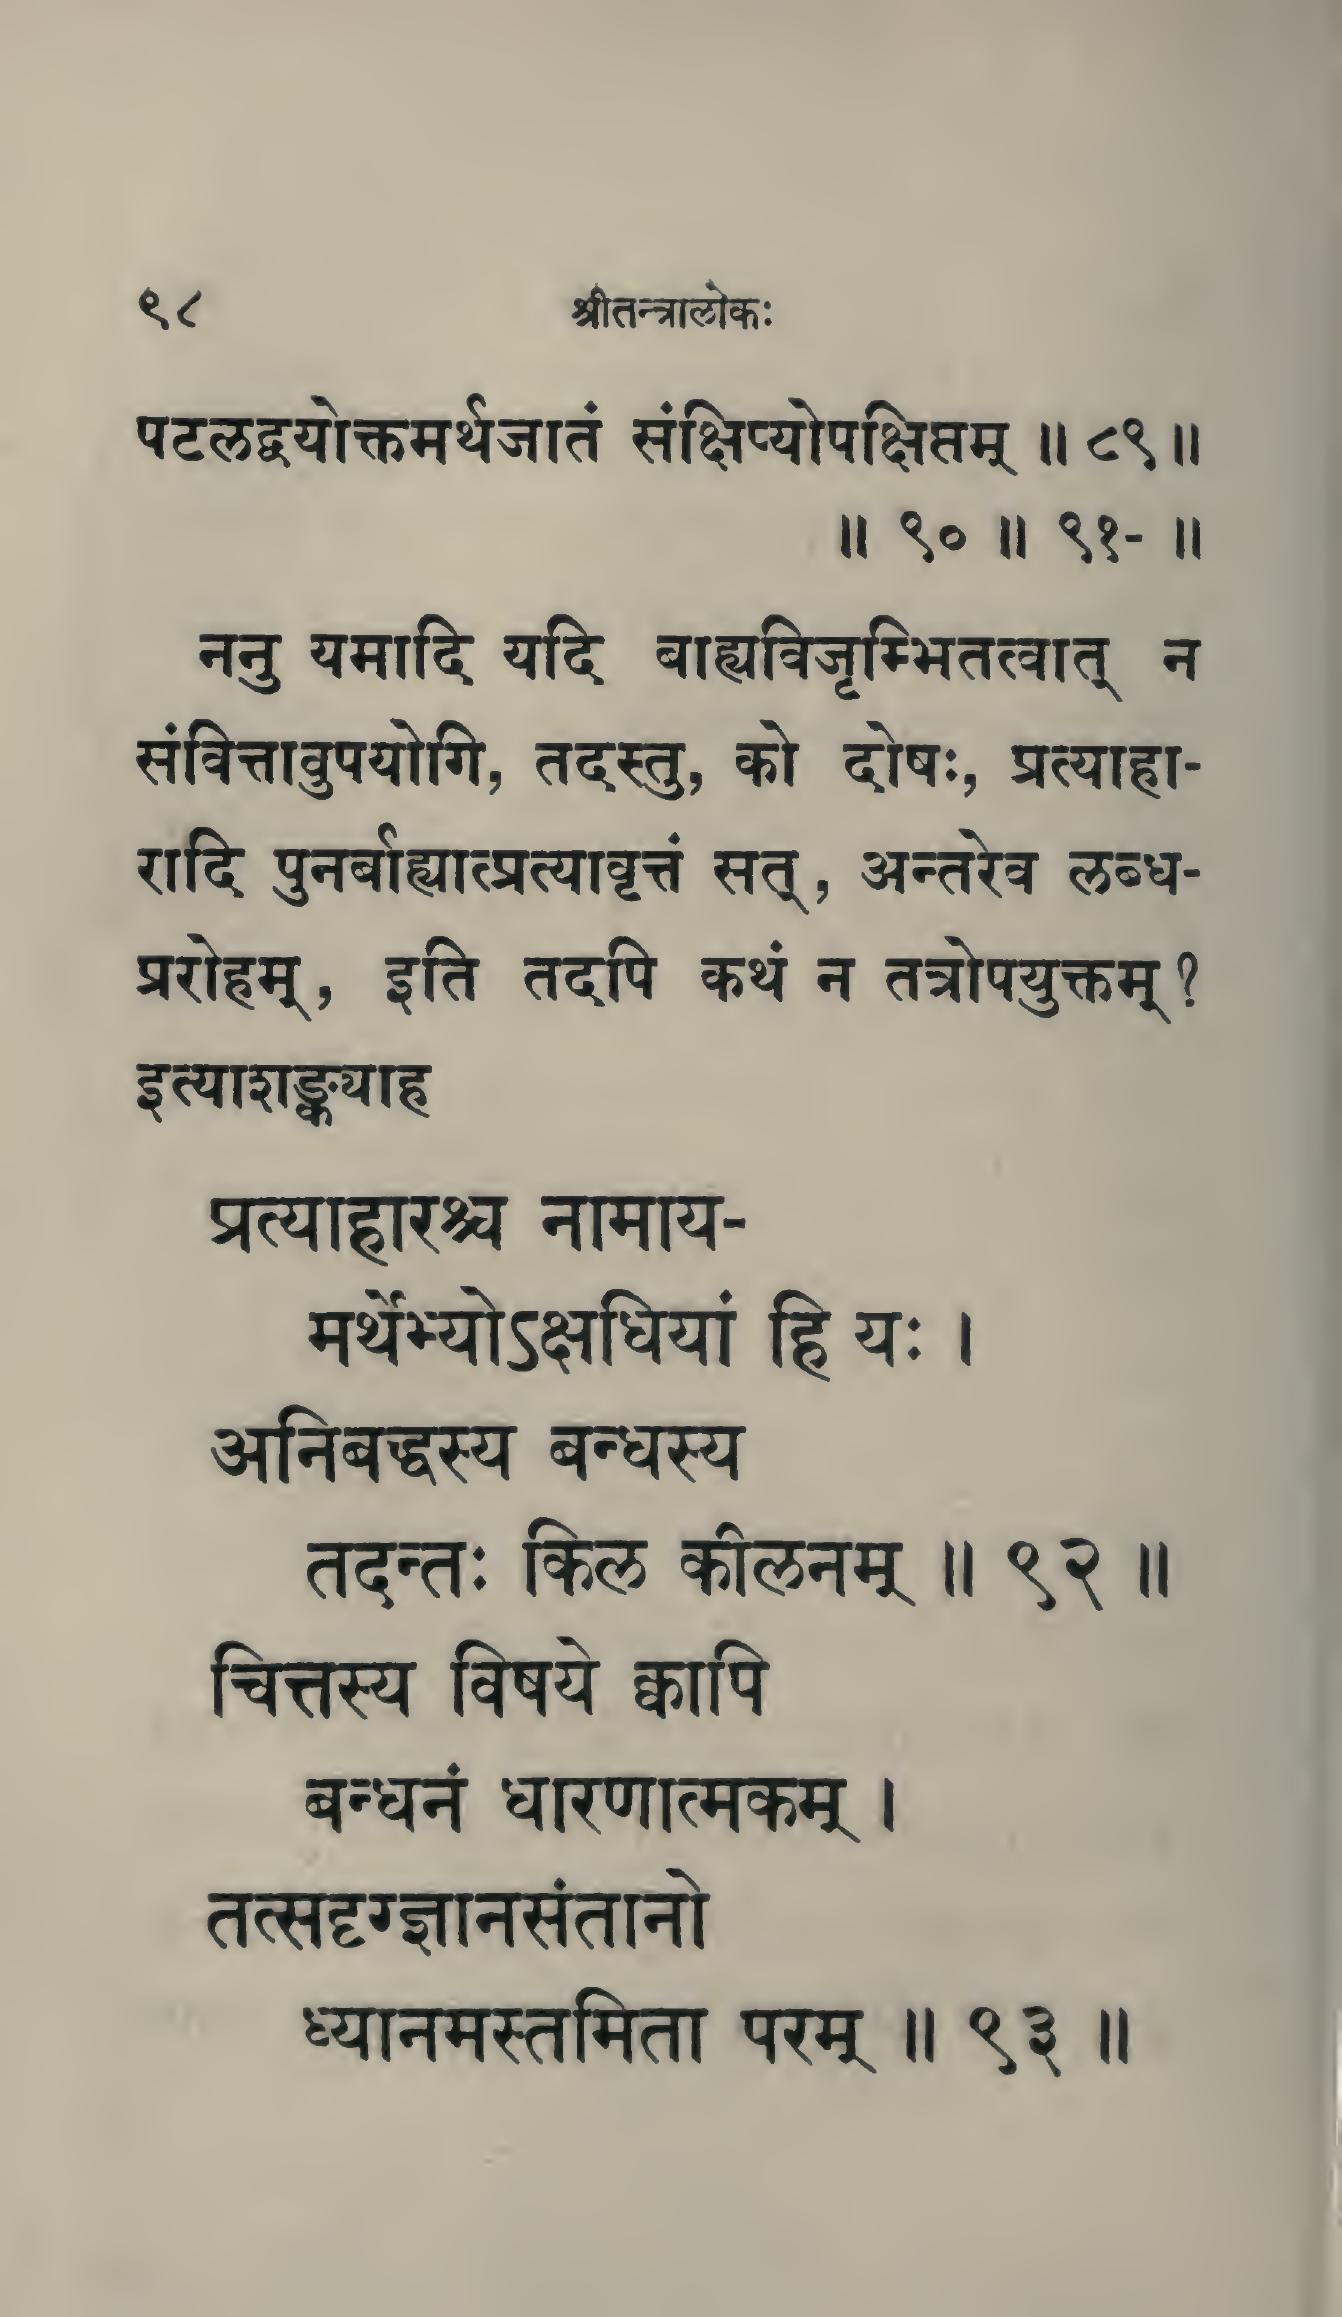 ९८ श्रीतन्त्रालोकः
पटलद्वयोक्तमर्थजातं संक्षिप्योपक्षिप्तम् ॥ ८९ ॥
॥ ९० ॥ ९१- ॥
ननु यमादि यदि बाह्यविजृम्भितत्वात् न
संवित्तावुपयोगि, तदस्तु, को दोषः, प्रत्याहा-
रादि पुनर्बाह्यात्प्रत्यावृत्तं सत्, अन्तरेव लब्ध-
प्ररोहम्, इति तदपि कथं न तत्रोपयुक्तम् ?
इत्याशङ्क्याह
प्रत्याहारश्च नामाय-
मर्थेभ्योऽक्षधियां हि यः ।
अनिबद्धस्य बन्धस्य
तदन्तः किल कीलनम् ॥ ९२ ॥
चित्तस्य विषये क्वापि
बन्धनं धारणात्मकम् ।
तत्सदृग्ज्ञानसंतानो
ध्यानमस्तमिता परम् ॥ ९३ ॥